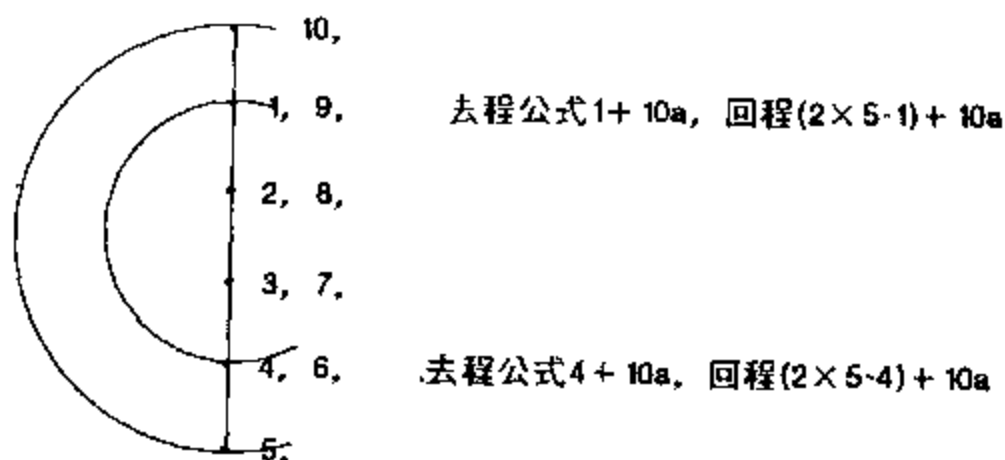 10,
1, 9, 去程公式1+ 10a, 回程(2×5-1)+ 10a
2, 8,
3, 7,
4, 6, 去程公式4+ 10a, 回程(2×5-4)+ 10a
5,